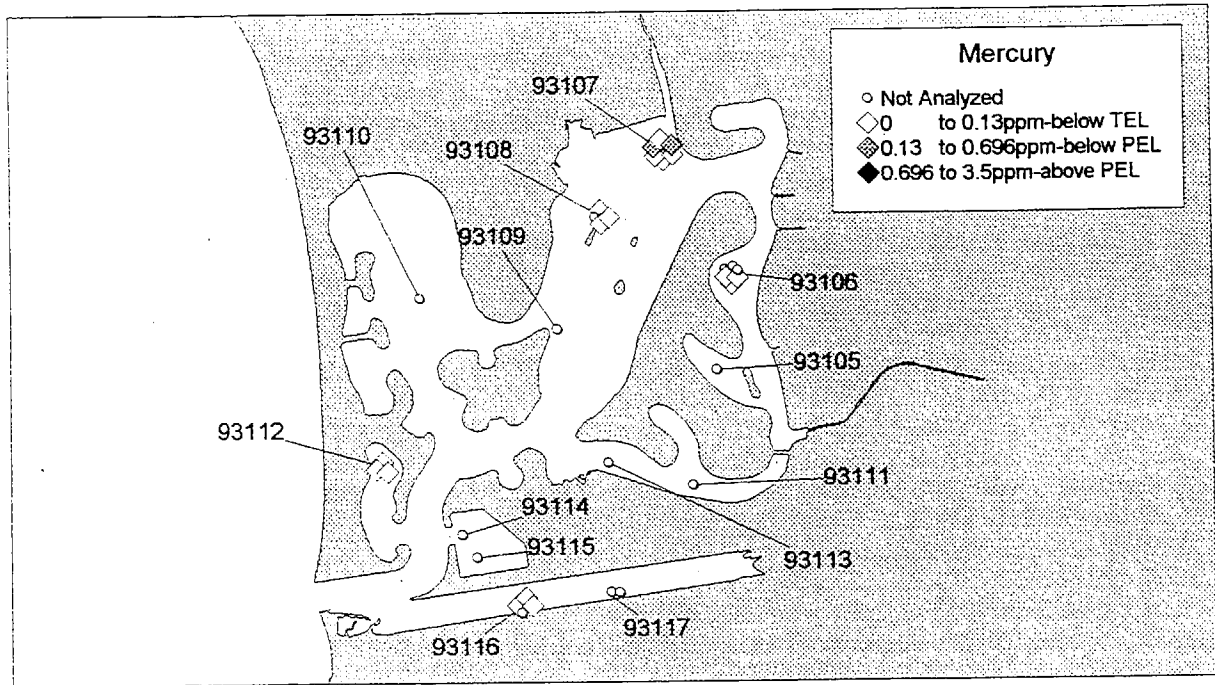 Mercury
Not Analyzed
0 to 0.13ppm-below TEL
0.13 to 0.696ppm-below PEL
0.696 to 3.5ppm-above PEL
93107
93110
93108
93109
93106
93105
93112
93111
93114
93115
93113
93117
93116